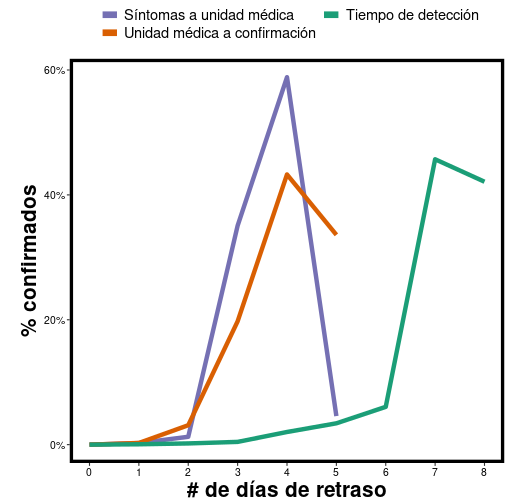 Síntomas a unidad médica Tiempo de detección
Unidad médica a confirmación
60%
40%
20%
0%
% confirmados
0 1 2 3 4 5 6 7 8
# de días de retraso